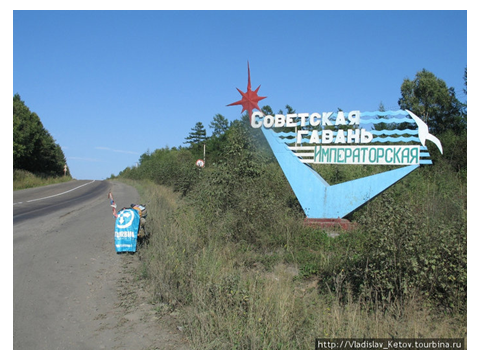 Советская
гавань
императорская
http://Vladislav_Ketov.tourbina.ru